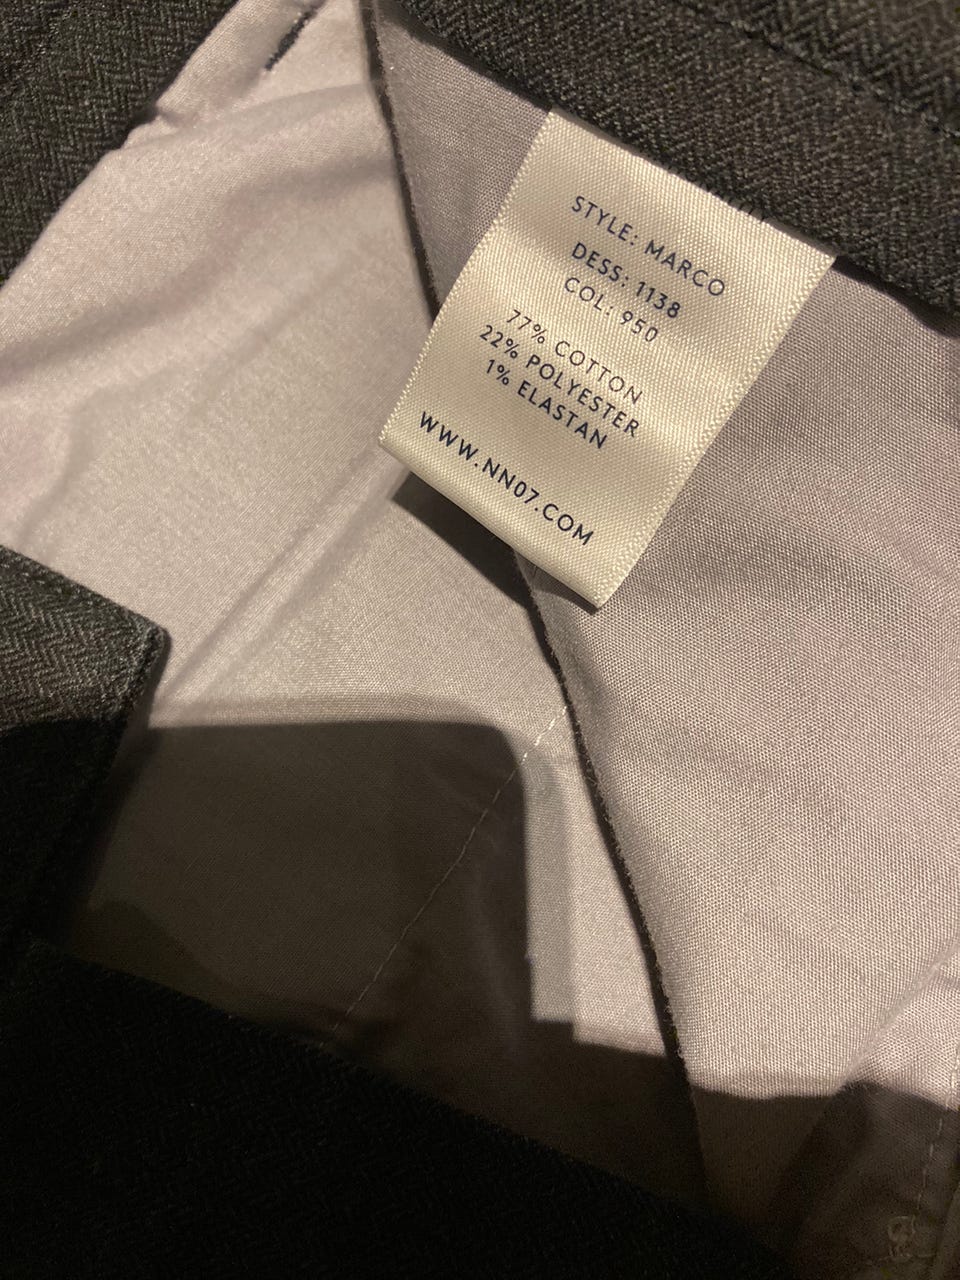 STYLE: MARCO
DESS: 1138
COL: 950
77% COTTON
22% POLYESTER
1% ELASTAN
WWW.NN07.COM